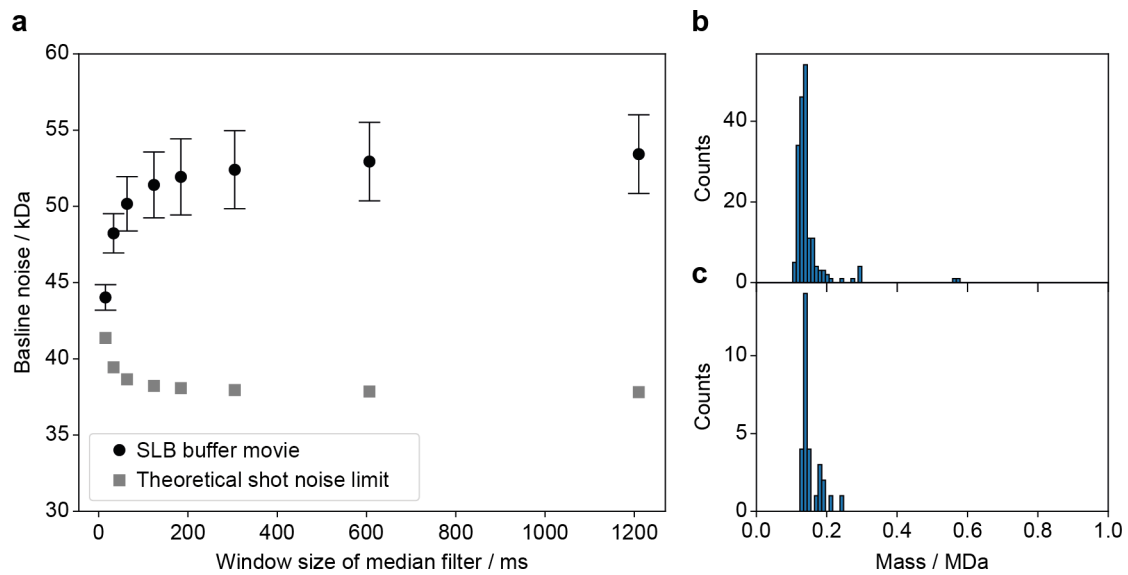 a
60
55
50
45
40
35
30
Basline noise / kDa
SLB buffer movie
Theoretical shot noise limit
0
200
400
600
800
1000
1200
Window size of median filter / ms
b
40
20
0
Counts
c
10
5
0
Counts
0.0
0.2
0.4
0.6
0.8
1.0
Mass / MDa